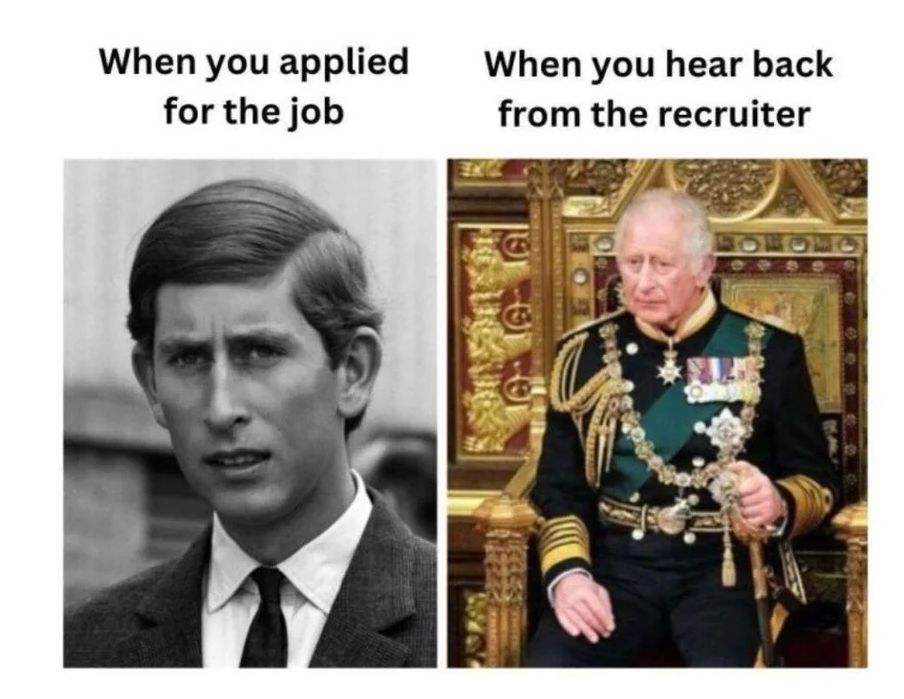 When you applied
for the job
When you hear back
from the recruiter